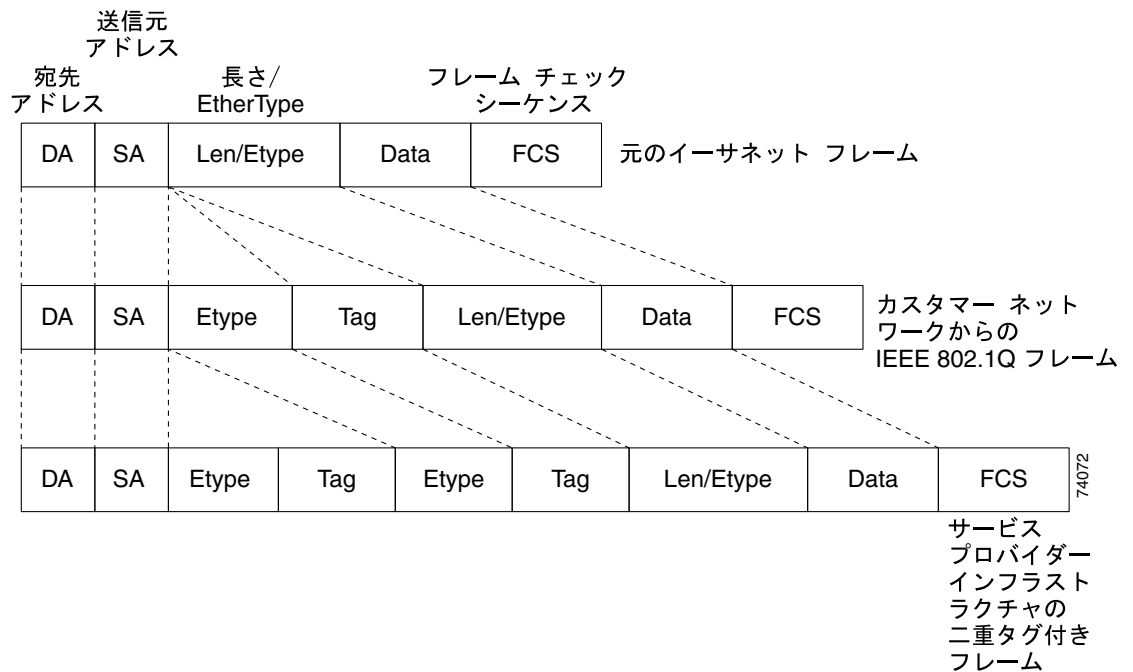 送信元
アドレス
宛先
アドレス
長さ/
EtherType
フレーム チェック
シーケンス
DA SA Len/Etype Data FCS
元のイーサネット フレーム
DA SA Etype Tag Len/Etype Data FCS
カスタマー ネット
ワークからの
IEEE 802.1Q フレーム
DA SA Etype Tag Etype Tag Len/Etype Data FCS
74072
サービス
プロバイダー
インフラスト
ラクチャの
二重タグ付き
フレーム